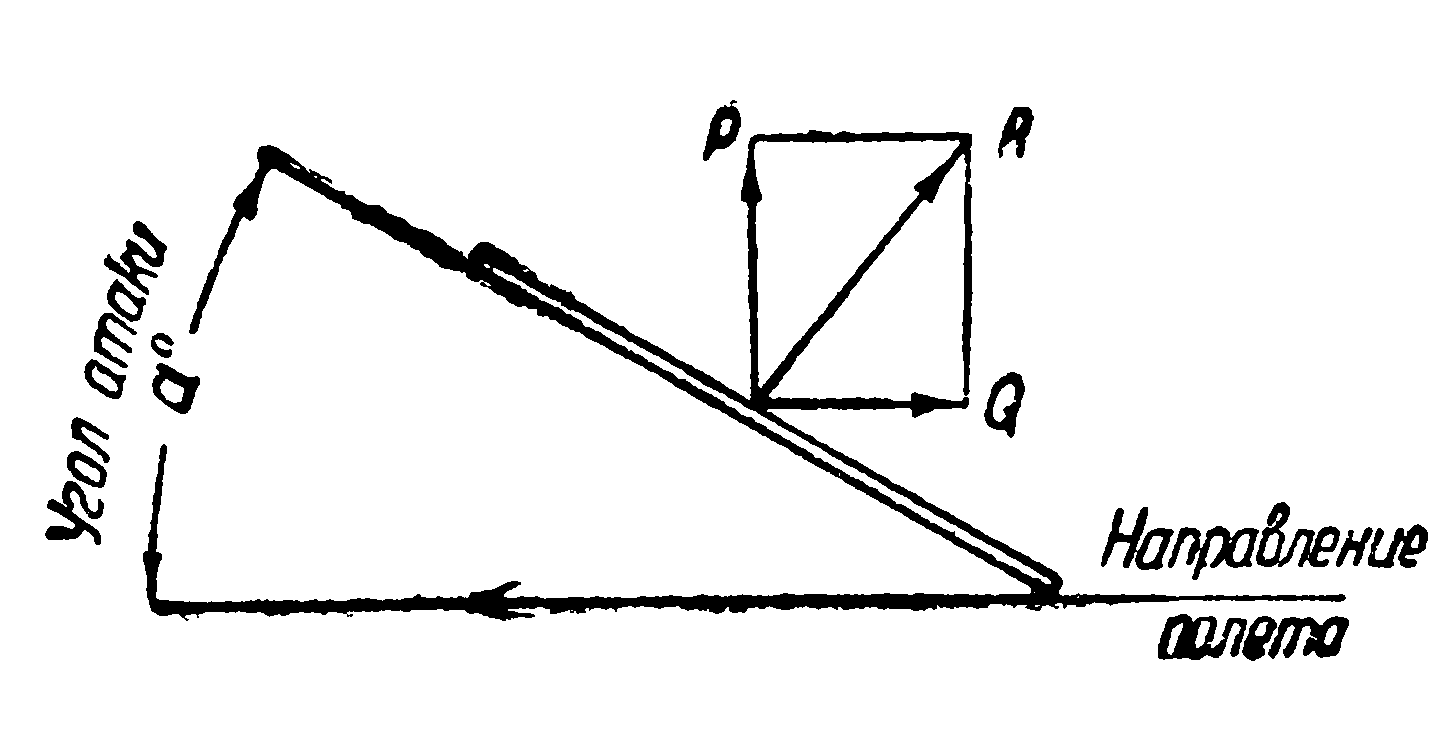 P
R
Угол атаки
α°
Q
Направление
полета